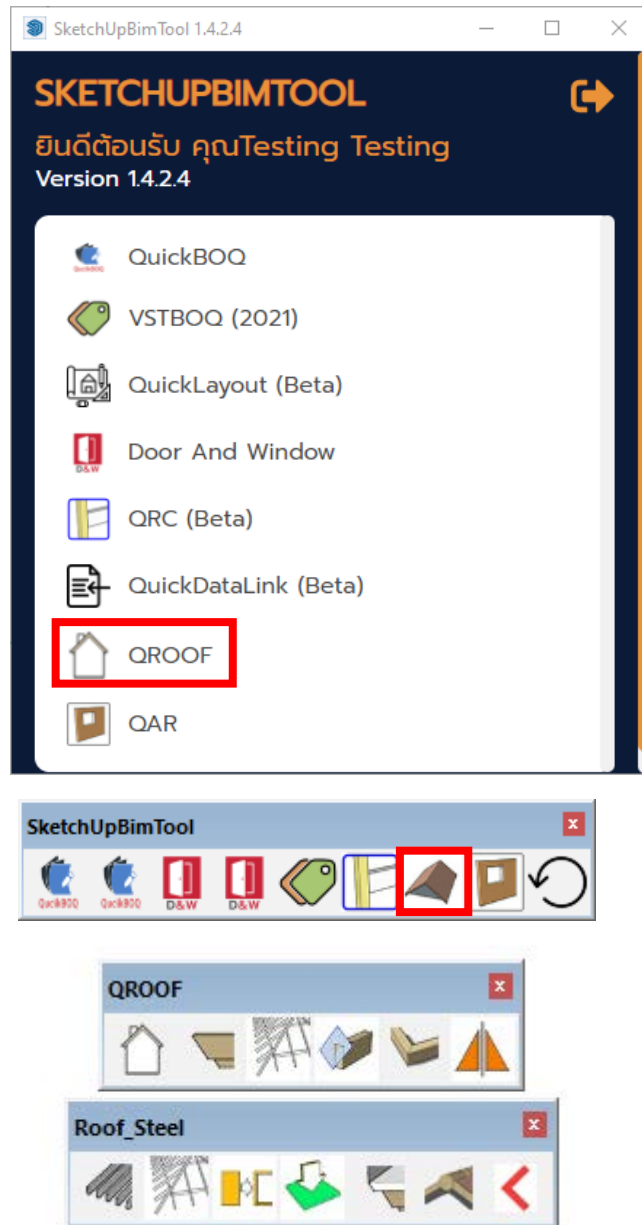 SketchUpBimTool 1.4.2.4
SKETCHUPBIMTOOL
ยินดีต้อนรับ คุณTesting Testing
Version 1.4.2.4
QuickBOQ
QuickBOQ
VSTBOQ (2021)
QuickLayout (Beta)
D&W
Door And Window
QRC (Beta)
QuickDataLink (Beta)
QROOF
QAR
SketchUpBimTool
QuickBOQ
QuickBOQ
D&W
D&W
QROOF
Roof_Steel